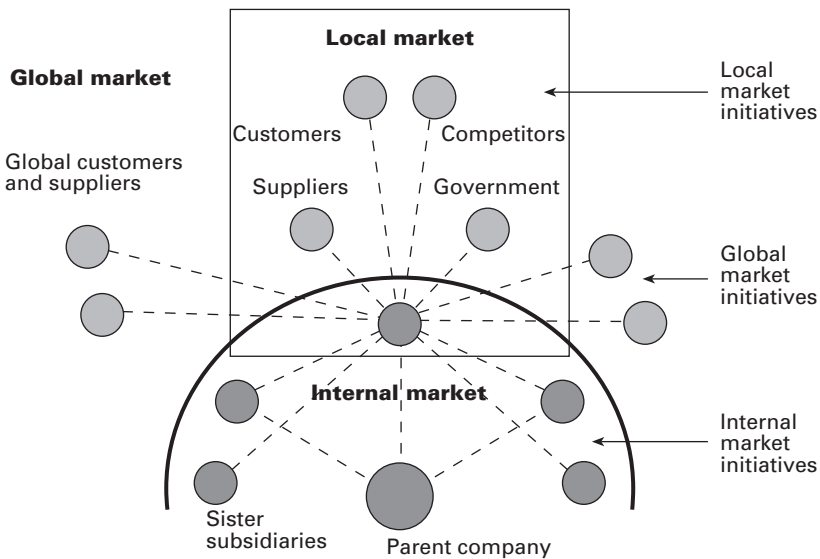 Local market
Global market
Local
market
initiatives
Customers
Competitors
Global customers
and suppliers
Suppliers
Government
Global
market
initiatives
Internal market
Internal
market
initiatives
Sister
subsidiaries
Parent company